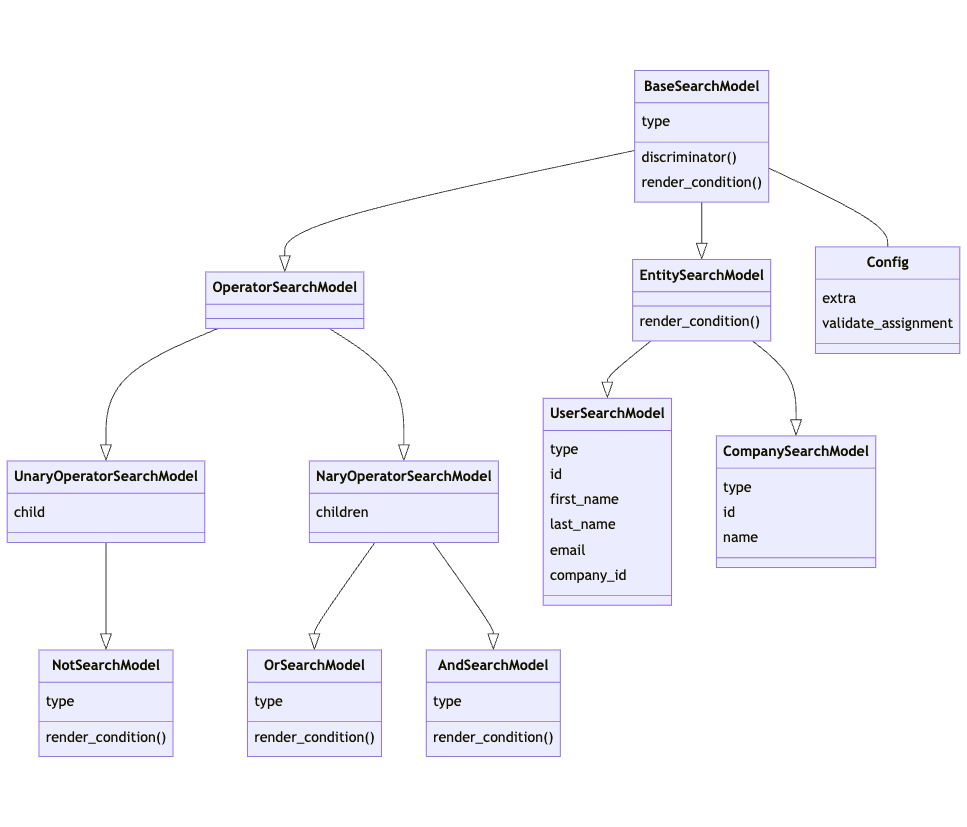 BaseSearchModel
type
discriminator()
render_condition()
OperatorSearchModel
EntitySearchModel
render_condition()
Config
extra
validate_assignment
UnaryOperatorSearchModel
child
NaryOperatorSearchModel
children
UserSearchModel
type
id
first_name
last_name
email
company_id
CompanySearchModel
type
id
name
NotSearchModel
type
render_condition()
OrSearchModel
type
render_condition()
AndSearchModel
type
render_condition()